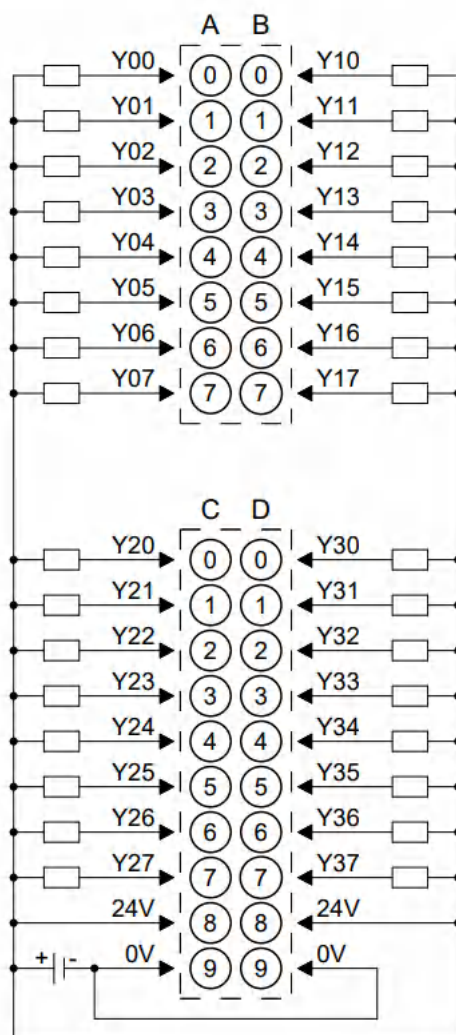 A B
Y00 0 0 Y10
Y01 1 1 Y11
Y02 2 2 Y12
Y03 3 3 Y13
Y04 4 4 Y14
Y05 5 5 Y15
Y06 6 6 Y16
Y07 7 7 Y17
C D
Y20 0 0 Y30
Y21 1 1 Y31
Y22 2 2 Y32
Y23 3 3 Y33
Y24 4 4 Y34
Y25 5 5 Y35
Y26 6 6 Y36
Y27 7 7 Y37
24V 8 8 24V
+ - 0V 9 9 0V